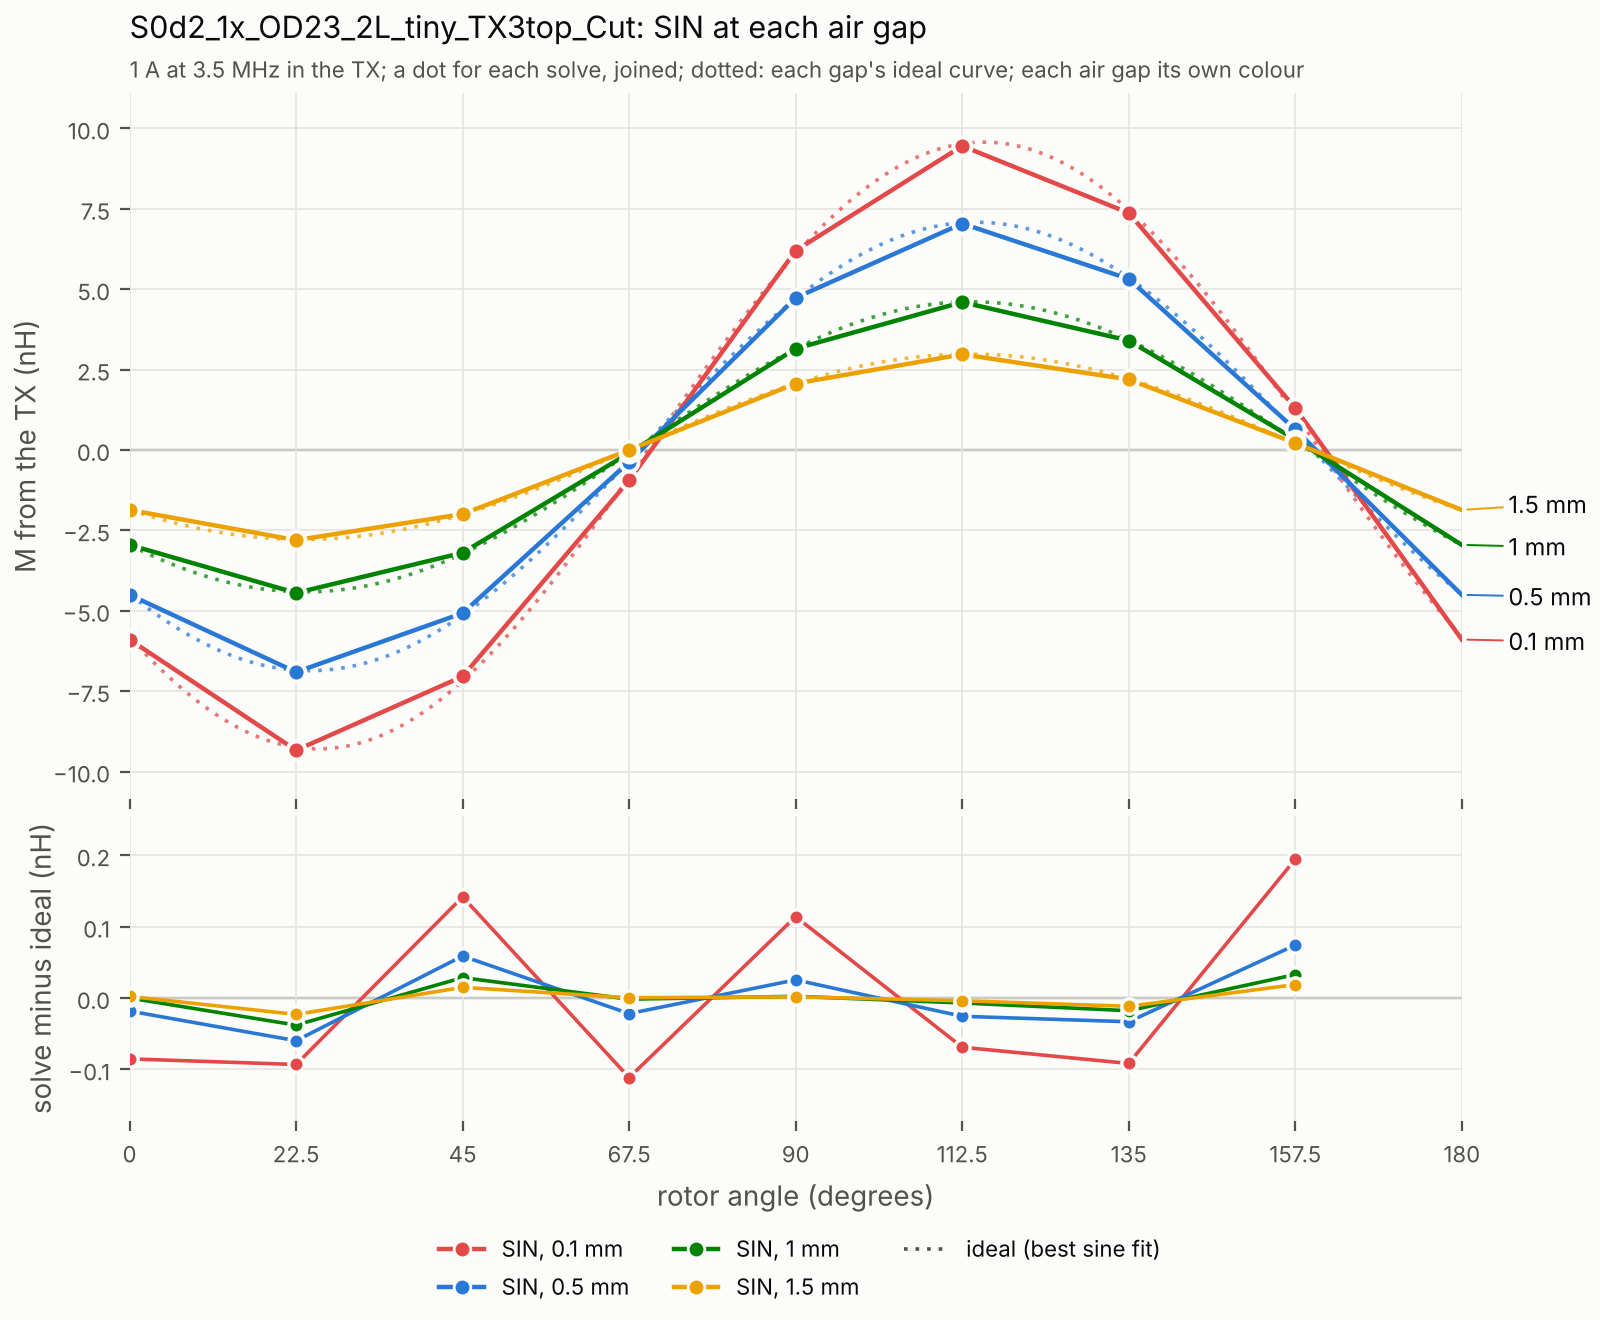 S0d2_1x_OD23_2L_tiny_TX3top_Cut: SIN at each air gap
1 A at 3.5 MHz in the TX; a dot for each solve, joined; dotted: each gap's ideal curve; each air gap its own colour
M from the TX (nH)
10.0
7.5
5.0
2.5
0.0
−2.5
−5.0
−7.5
−10.0
1.5 mm
1 mm
0.5 mm
0.1 mm
solve minus ideal (nH)
0.2
0.1
0.0
−0.1
0 22.5 45 67.5 90 112.5 135 157.5 180
rotor angle (degrees)
SIN, 0.1 mm SIN, 1 mm ideal (best sine fit)
SIN, 0.5 mm SIN, 1.5 mm